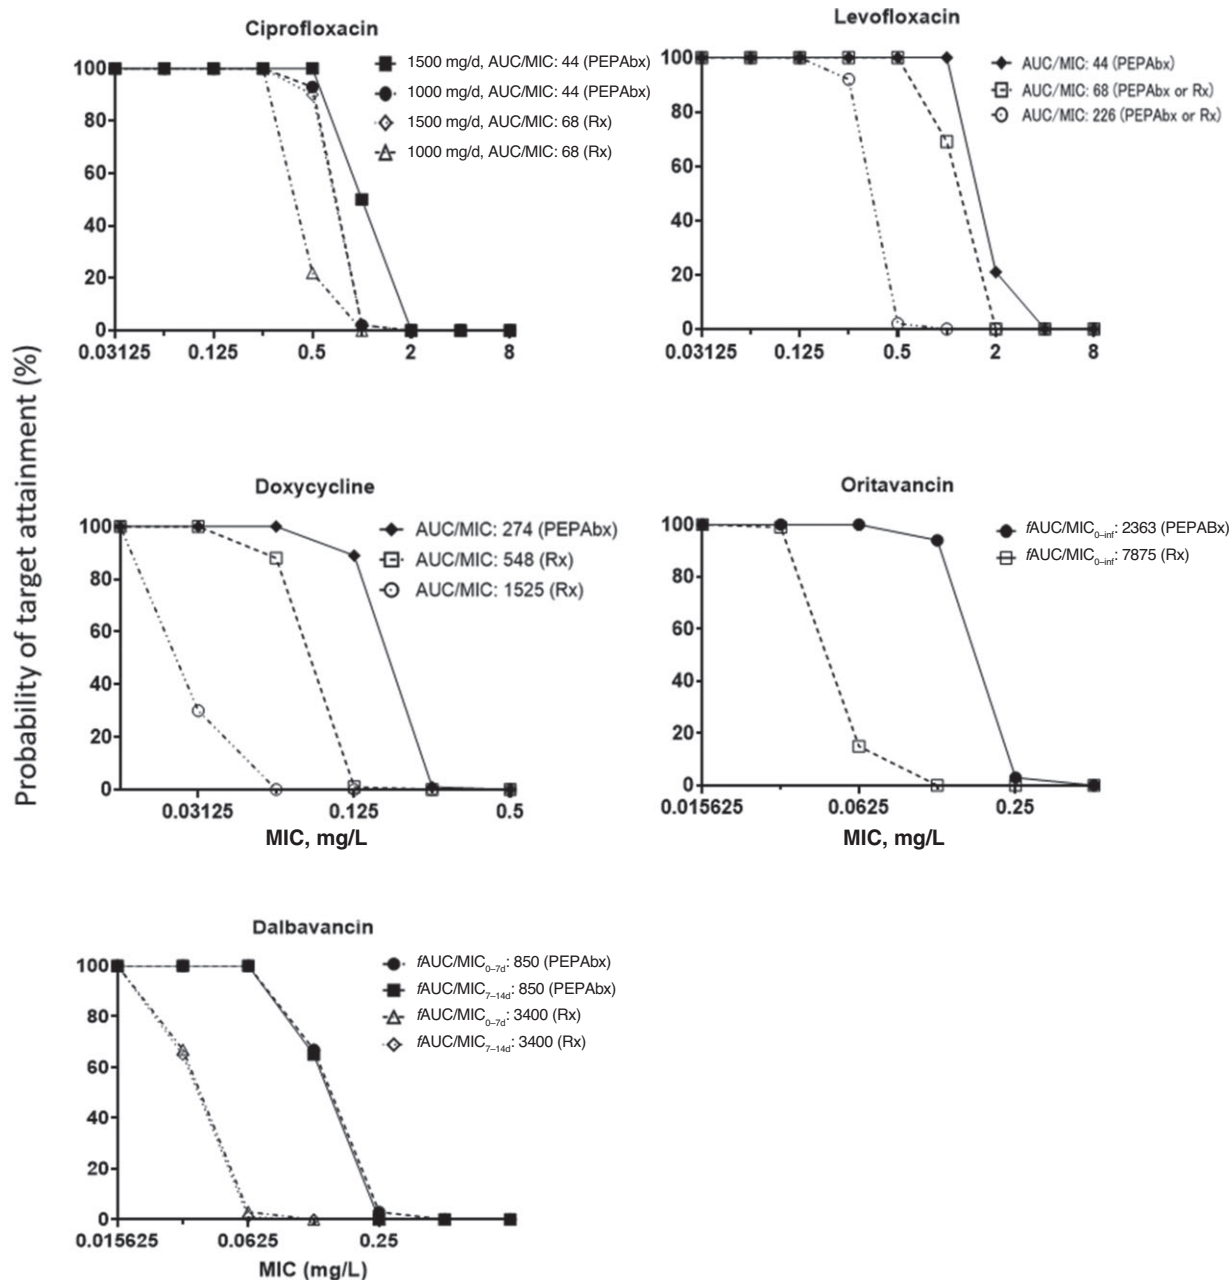 Ciprofloxacin
1500 mg/d, AUC/MIC: 44 (PEPAbx)
1000 mg/d, AUC/MIC: 44 (PEPAbx)
1500 mg/d, AUC/MIC: 68 (Rx)
1000 mg/d, AUC/MIC: 68 (Rx)
100
80
60
40
20
0
0.03125 0.125 0.5 2 8
Levofloxacin
AUC/MIC: 44 (PEPAbx)
AUC/MIC: 68 (PEPAbx or Rx)
AUC/MIC: 226 (PEPAbx or Rx)
100
80
60
40
20
0
0.03125 0.125 0.5 2 8
Probability of target attainment (%)
Doxycycline
AUC/MIC: 274 (PEPAbx)
AUC/MIC: 548 (Rx)
AUC/MIC: 1525 (Rx)
100
80
60
40
20
0
0.03125 0.125 0.5
MIC, mg/L
Oritavancin
fAUC/MIC0–inf: 2363 (PEPABx)
fAUC/MIC0–inf: 7875 (Rx)
100
80
60
40
20
0
0.015625 0.0625 0.25
MIC, mg/L
Dalbavancin
fAUC/MIC0–7d: 850 (PEPAbx)
fAUC/MIC7–14d: 850 (PEPAbx)
fAUC/MIC0–7d: 3400 (Rx)
fAUC/MIC7–14d: 3400 (Rx)
100
80
60
40
20
0
0.015625 0.0625 0.25
MIC (mg/L)